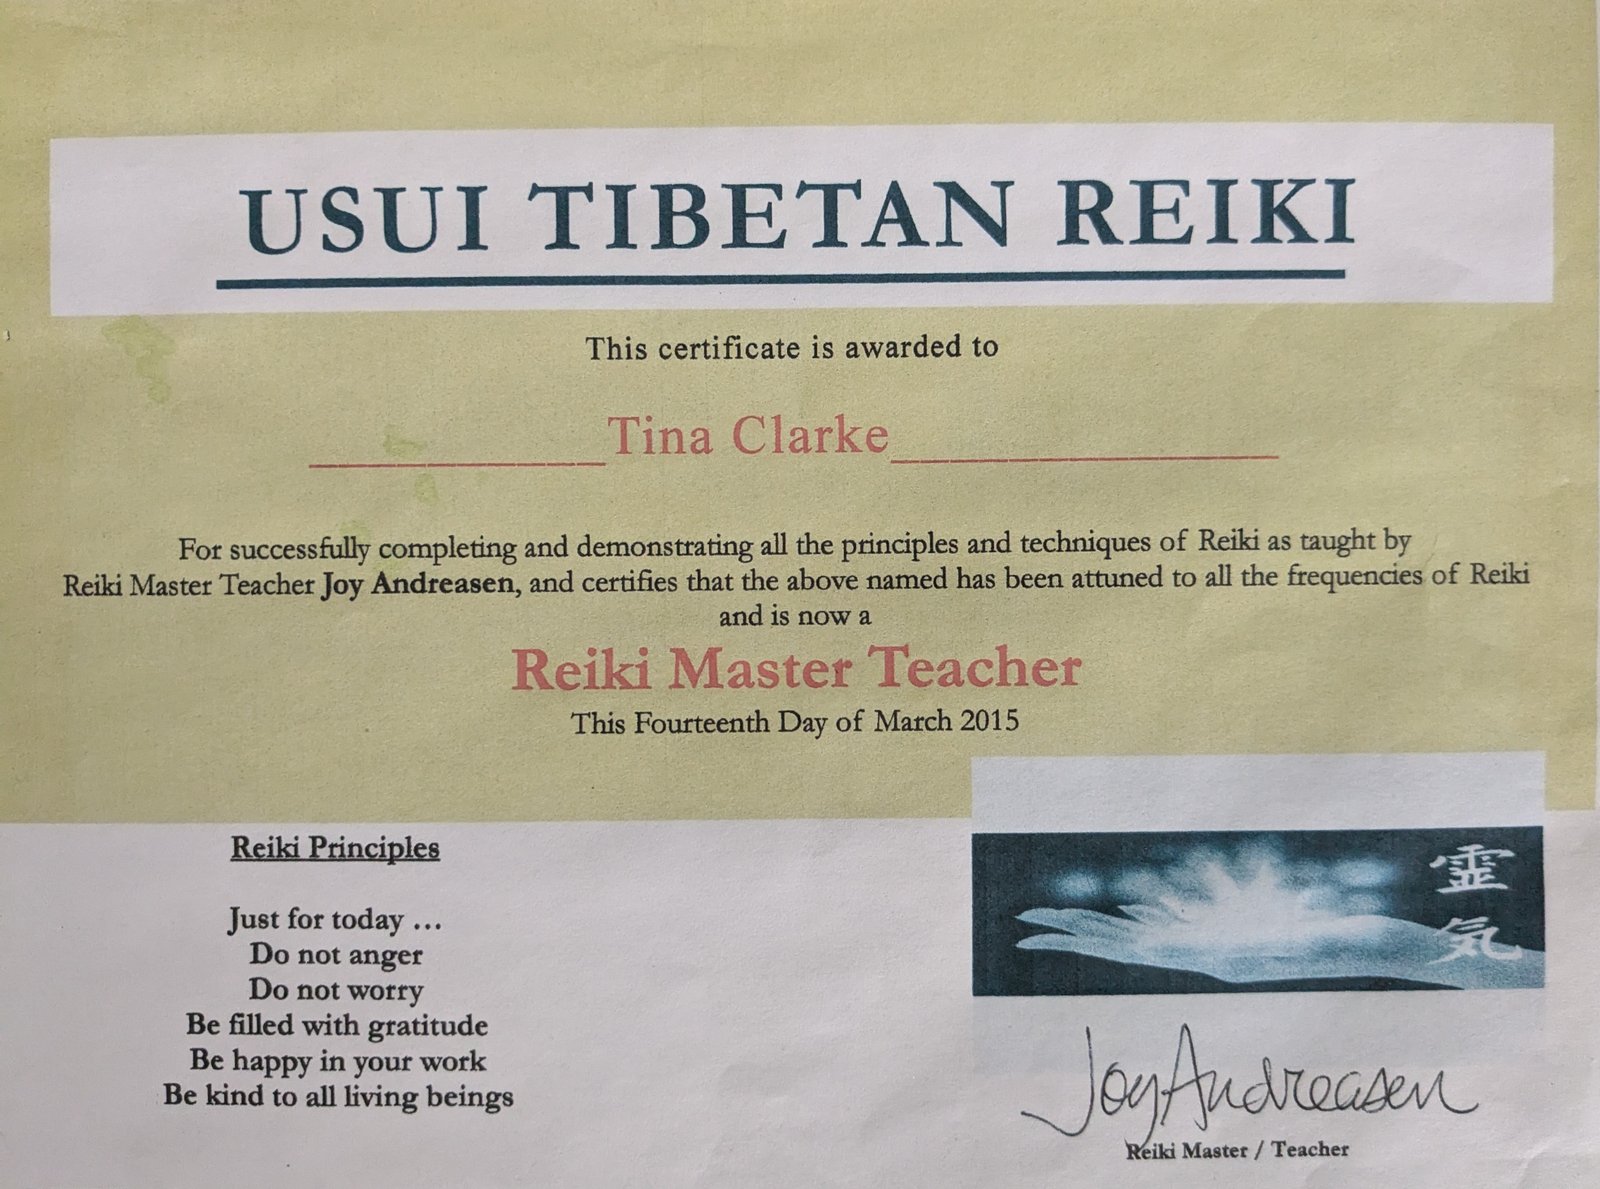 USUI TIBETAN REIKI
This certificate is awarded to
Tina Clarke
For successfully completing and demonstrating all the principles and techniques of Reiki as taught by
Reiki Master Teacher Joy Andreasen, and certifies that the above named has been attuned to all the frequencies of Reiki
and is now a
Reiki Master Teacher
This Fourteenth Day of March 2015
Reiki Principles
Just for today ...
Do not anger
Do not worry
Be filled with gratitude
Be happy in your work
Be kind to all living beings
靈
気
Joy Andreasen
Reiki Master / Teacher